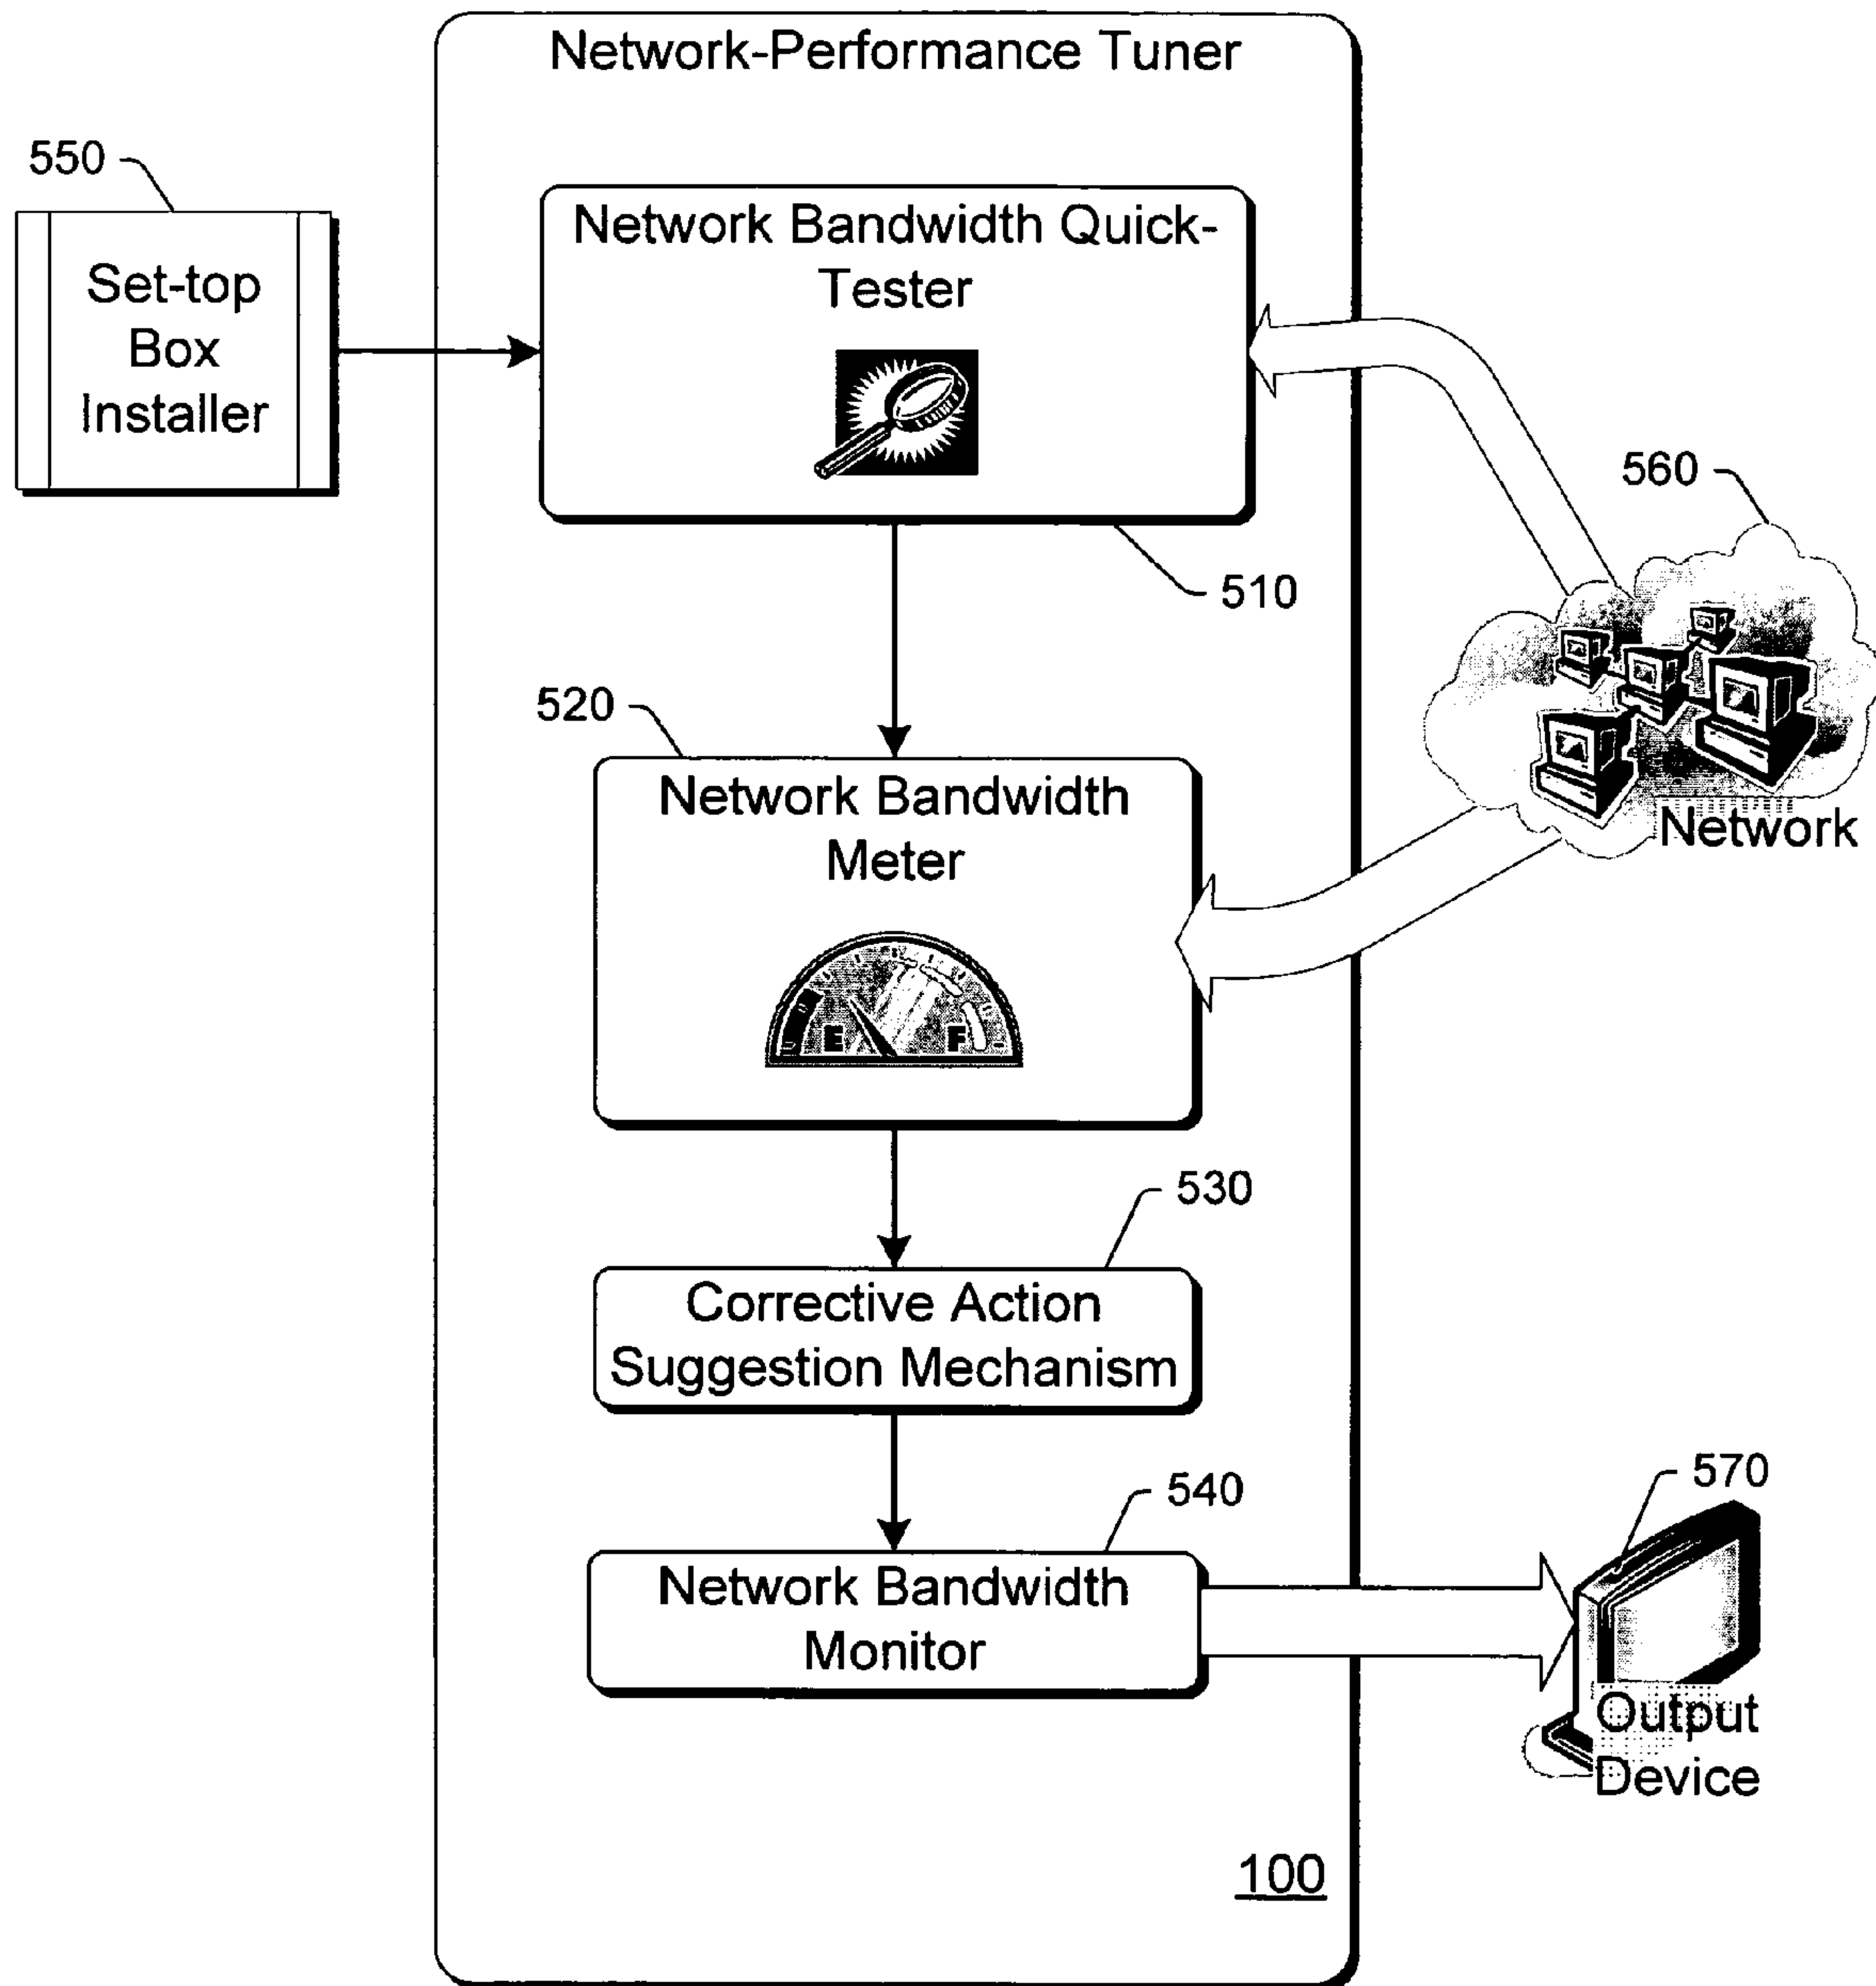 Network-Performance Tuner
550
Set-top
Box
Installer
Network Bandwidth Quick-
Tester
510
560
Network
520
Network Bandwidth
Meter
E
F
530
Corrective Action
Suggestion Mechanism
540
Network Bandwidth
Monitor
570
Output
Device
100